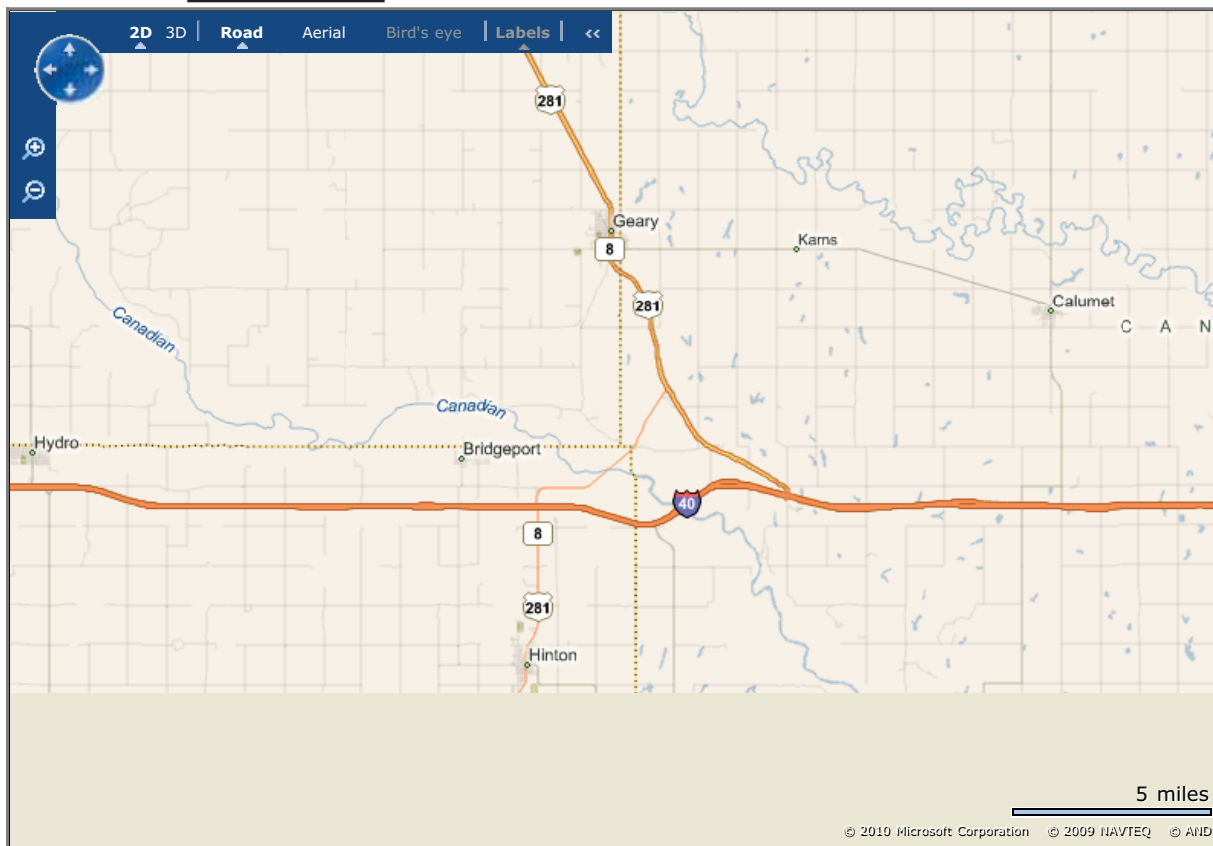 2D 3D Road Aerial Bird's eye Labels <<
281
Geary
8
Karns
281
Calumet
C A N
Canadian
Canadian
Hydro
Bridgeport
40
8
281
Hinton
5 miles
© 2010 Microsoft Corporation © 2009 NAVTEQ © AND